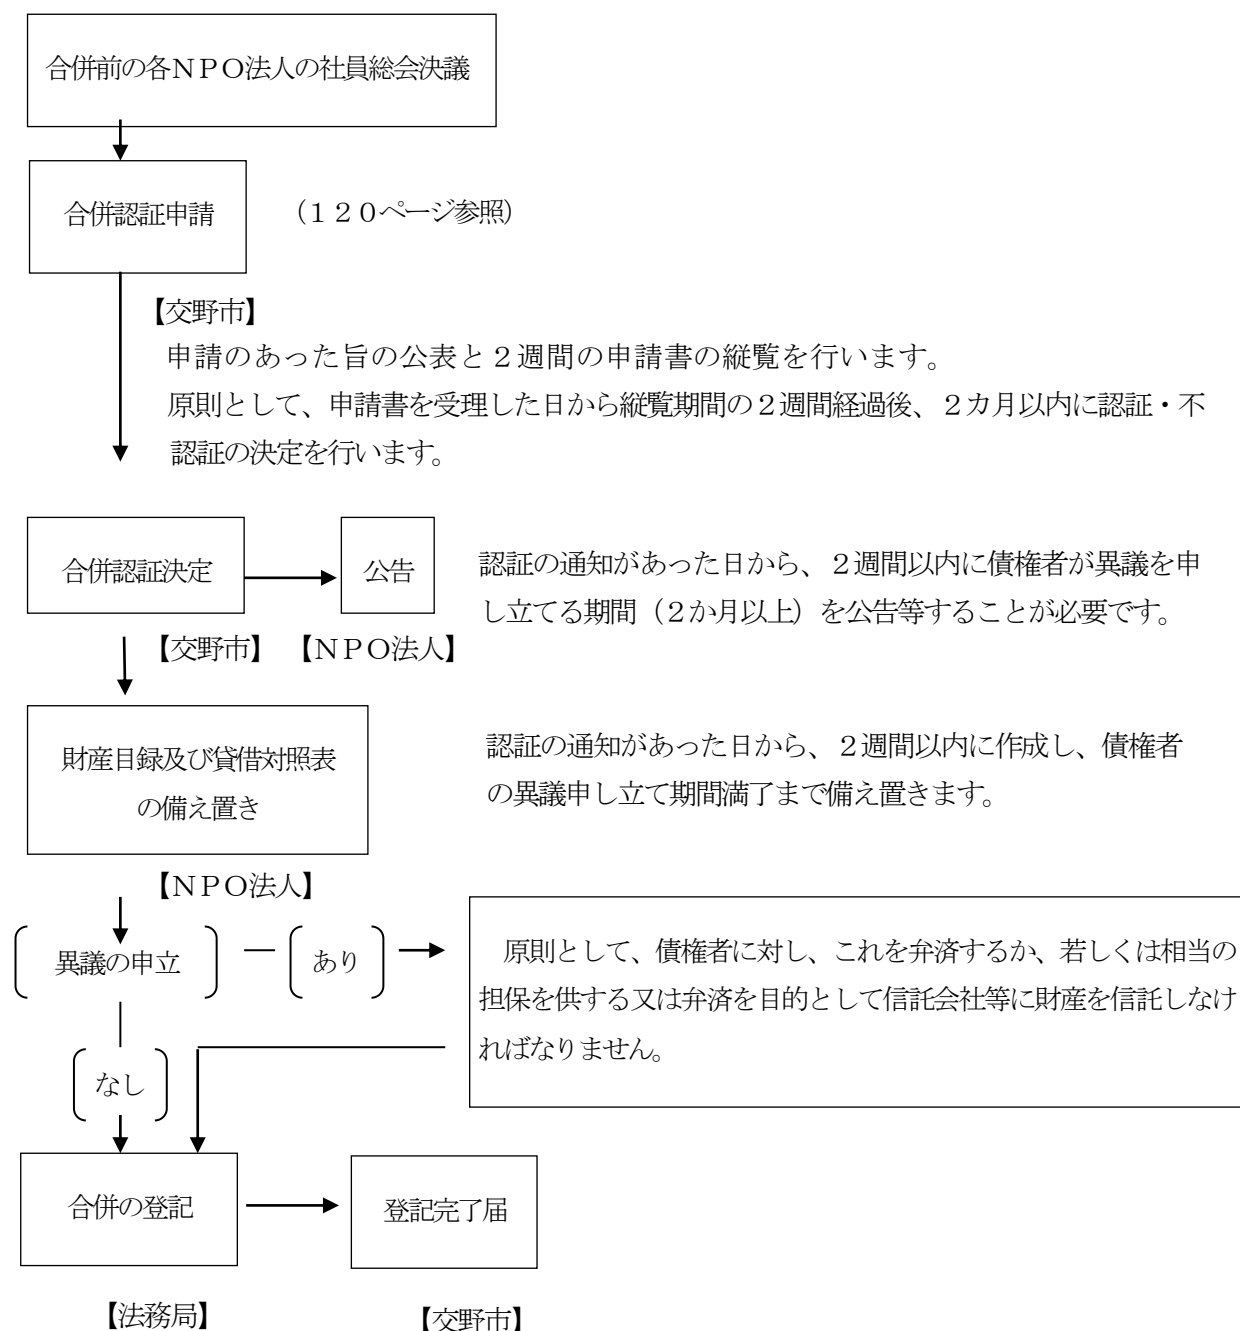 合併前の各ＮＰＯ法人の社員総会決議
合併認証申請
（１２０ページ参照）
【交野市】
申請のあった旨の公表と２週間の申請書の縦覧を行います。
原則として、申請書を受理した日から縦覧期間の２週間経過後、２カ月以内に認証・不
認証の決定を行います。
合併認証決定
公告
認証の通知があった日から、２週間以内に債権者が異議を申
し立てる期間（２か月以上）を公告等することが必要です。
【交野市】
【ＮＰＯ法人】
財産目録及び貸借対照表
の備え置き
認証の通知があった日から、２週間以内に作成し、債権者
の異議申し立て期間満了まで備え置きます。
【ＮＰＯ法人】
異議の申立
あり
原則として、債権者に対し、これを弁済するか、若しくは相当の
担保を供する又は弁済を目的として信託会社等に財産を信託しなけ
ればなりません。
なし
合併の登記
登記完了届
【法務局】
【交野市】